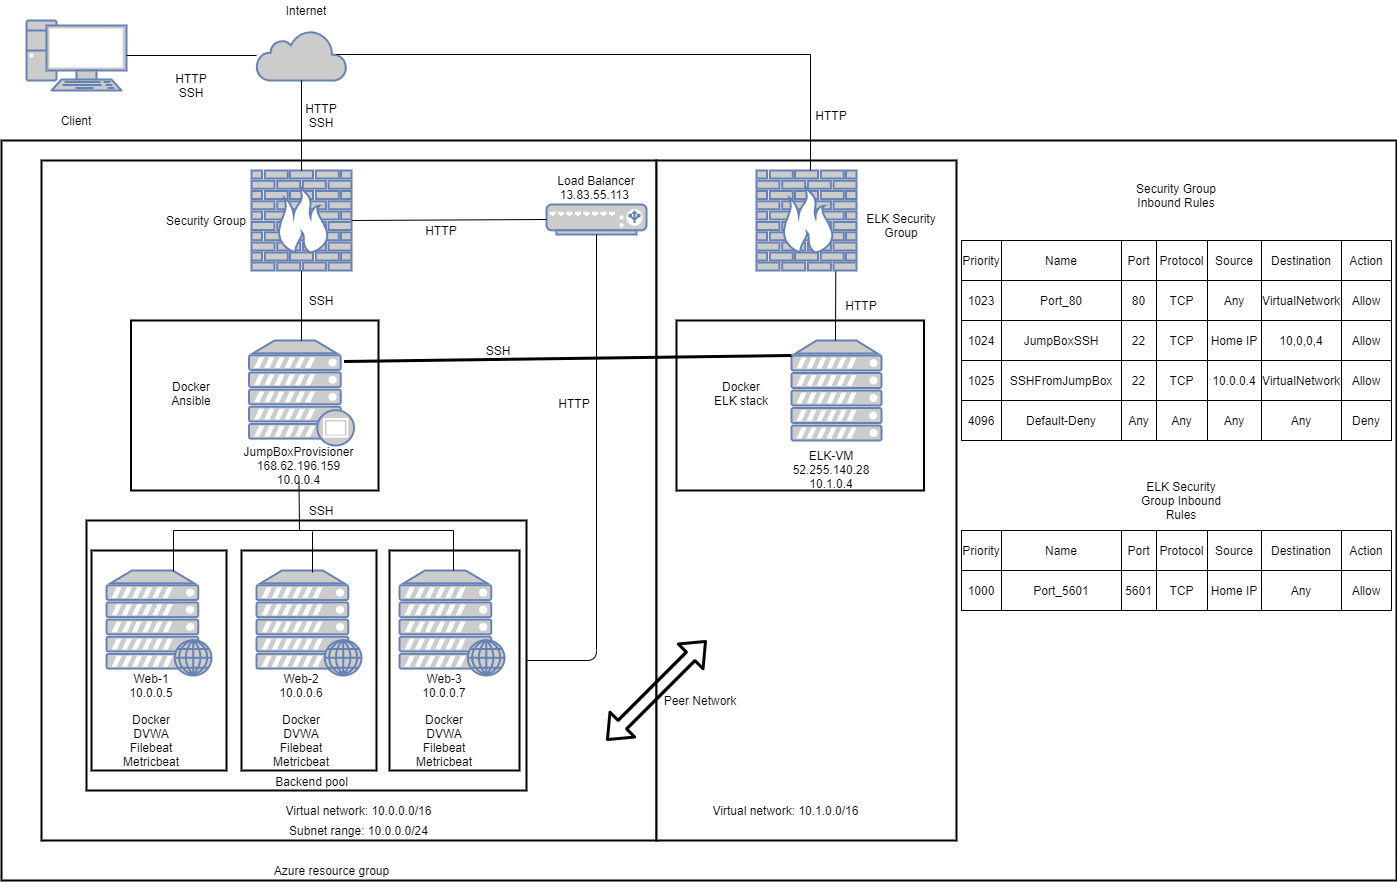 Internet
HTTP
SSH
Client
HTTP
SSH
HTTP
Load Balancer
13.83.55.113
Security Group
HTTP
ELK Security
Group
SSH
HTTP
SSH
Docker
Ansible
JumpBoxProvisioner
168.62.196.159
10.0.0.4
HTTP
Docker
ELK stack
ELK-VM
52.255.140.28
10.1.0.4
SSH
Web-1
10.0.0.5
Docker
DVWA
Filebeat
Metricbeat
Web-2
10.0.0.6
Docker
DVWA
Filebeat
Metricbeat
Web-3
10.0.0.7
Docker
DVWA
Filebeat
Metricbeat
Backend pool
Peer Network
Virtual network: 10.0.0.0/16
Subnet range: 10.0.0.0/24
Virtual network: 10.1.0.0/16
Azure resource group
Security Group
Inbound Rules
Priority Name Port Protocol Source Destination Action
1023 Port_80 80 TCP Any VirtualNetwork Allow
1024 JumpBoxSSH 22 TCP Home IP 10,0,0,4 Allow
1025 SSHFromJumpBox 22 TCP 10.0.0.4 VirtualNetwork Allow
4096 Default-Deny Any Any Any Any Deny
ELK Security
Group Inbound
Rules
Priority Name Port Protocol Source Destination Action
1000 Port_5601 5601 TCP Home IP Any Allow